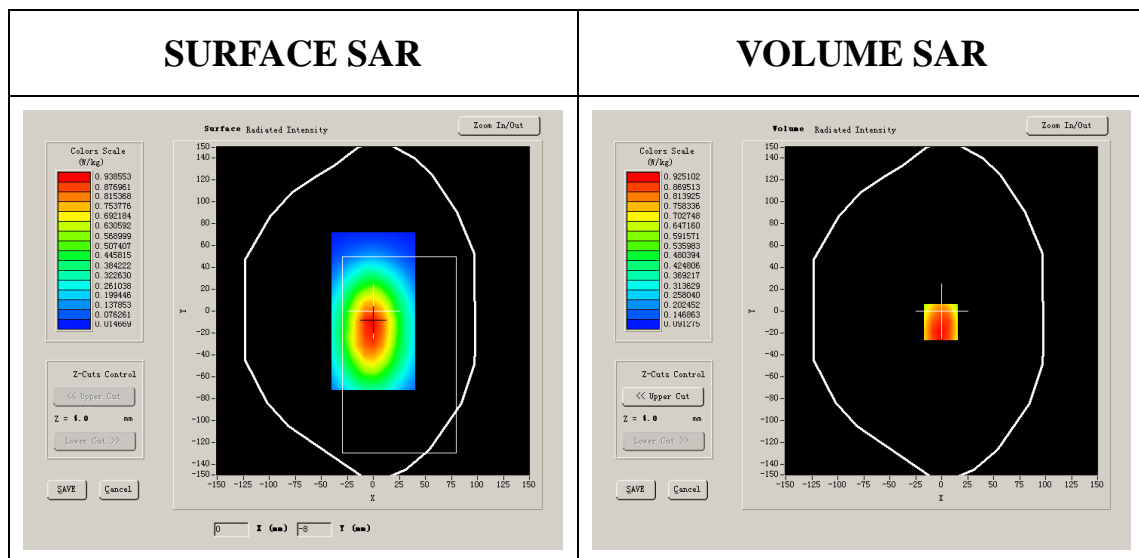 SURFACE SAR
VOLUME SAR
Surface Radiated Intensity
Zoom In/Out
Colors Scale
(W/kg)
0.938553
0.876961
0.815368
0.753776
0.692184
0.630592
0.568999
0.507407
0.445815
0.384222
0.322630
0.261038
0.199446
0.137853
0.076261
0.014669
Z-Cuts Control
<< Upper Cut
Z = 4.0 mm
Lower Cut >>
SAVE Cancel
150
140
120
100
80
60
40
20
0
-20
-40
-60
-80
-100
-120
-140
-150
Y
-150 -125 -100 -75 -50 -25 0 25 50 75 100 125 150
X
0 X (mm) -8 Y (mm)
Volume Radiated Intensity
Zoom In/Out
Colors Scale
(W/kg)
0.925102
0.869513
0.813925
0.758336
0.702748
0.647160
0.591571
0.535983
0.480394
0.424806
0.369217
0.313629
0.258040
0.202452
0.146863
0.091275
Z-Cuts Control
<< Upper Cut
Z = 4.0 mm
Lower Cut >>
SAVE Cancel
150
140
120
100
80
60
40
20
0
-20
-40
-60
-80
-100
-120
-140
-150
Y
-150 -125 -100 -75 -50 -25 0 25 50 75 100 125 150
X